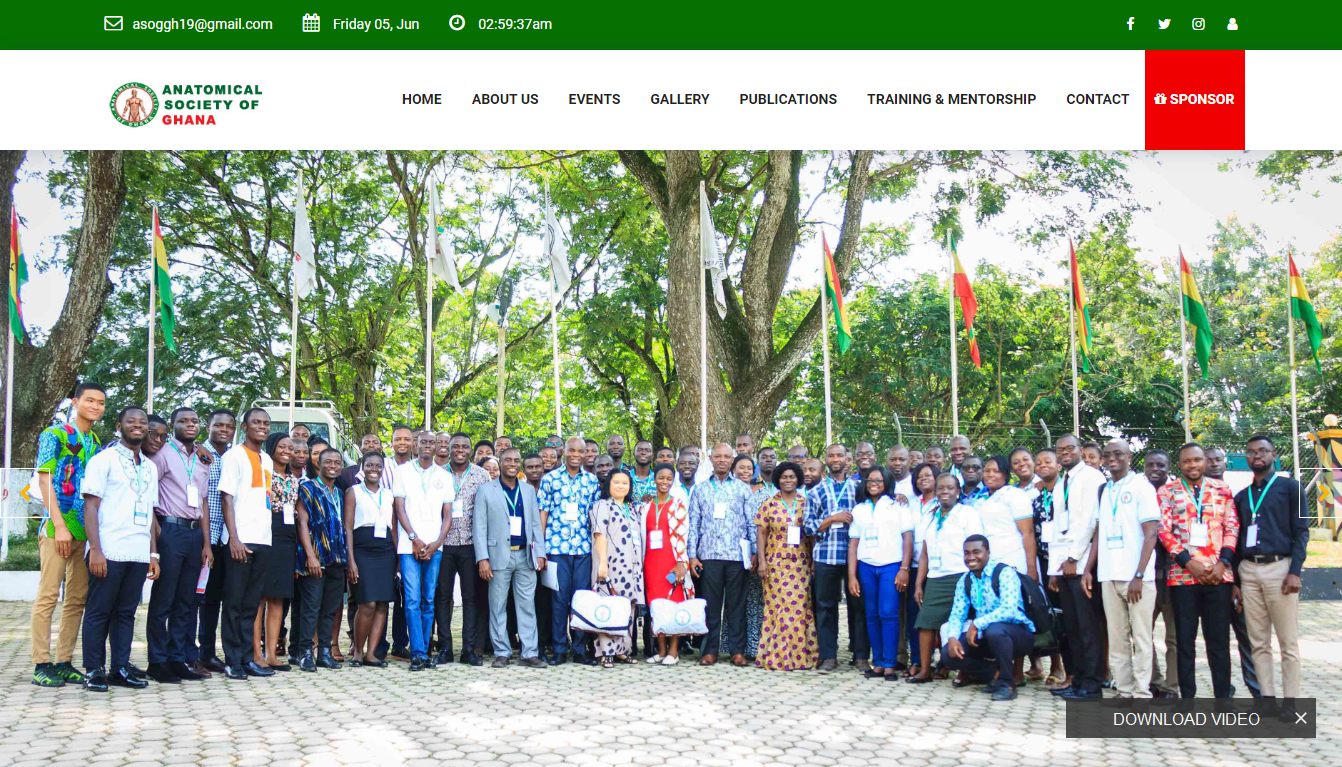 asoggh19@gmail.com
Friday 05, Jun
02:59:37am
ANATOMICAL
SOCIETY OF
GHANA
HOME
ABOUT US
EVENTS
GALLERY
PUBLICATIONS
TRAINING & MENTORSHIP
CONTACT
SPONSOR
DOWNLOAD VIDEO